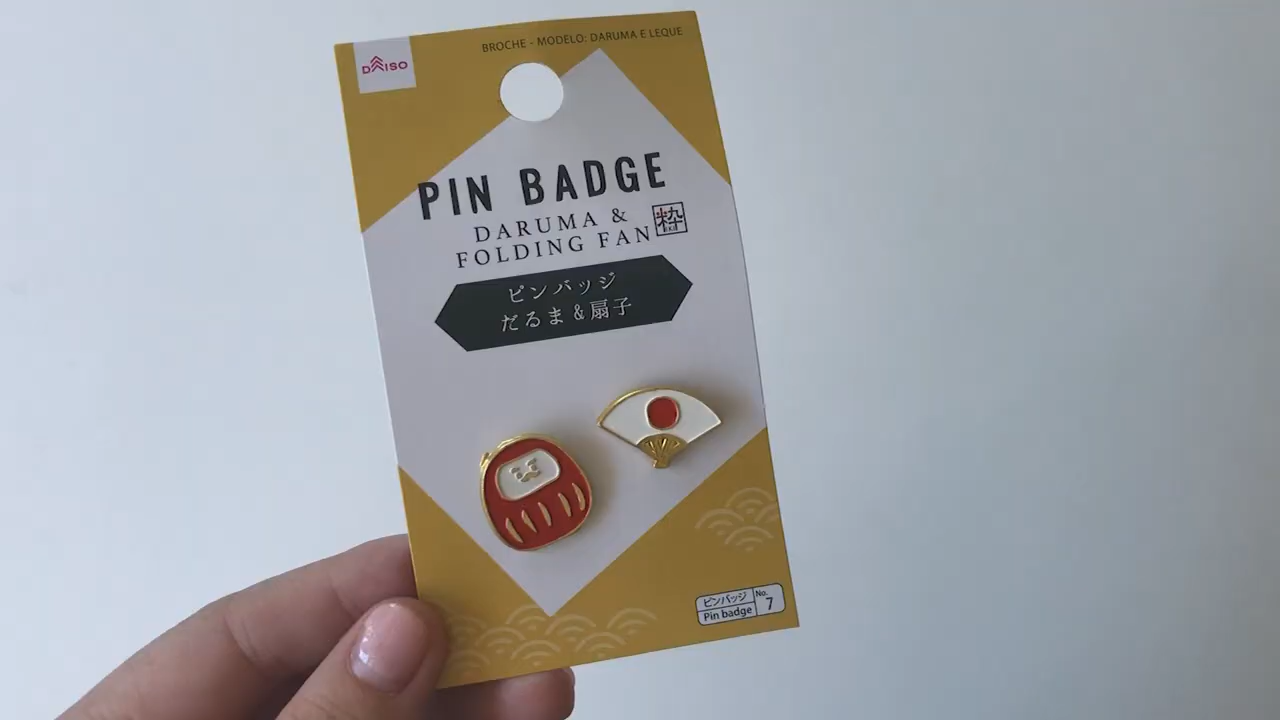 DAISO
BROCHE - MODELO: DARUMA E LEQUE
PIN BADGE
DARUMA &
FOLDING FAN
粋
ピンバッジ
だるま&扇子
ピンバッジ
Pin badge
No.
7